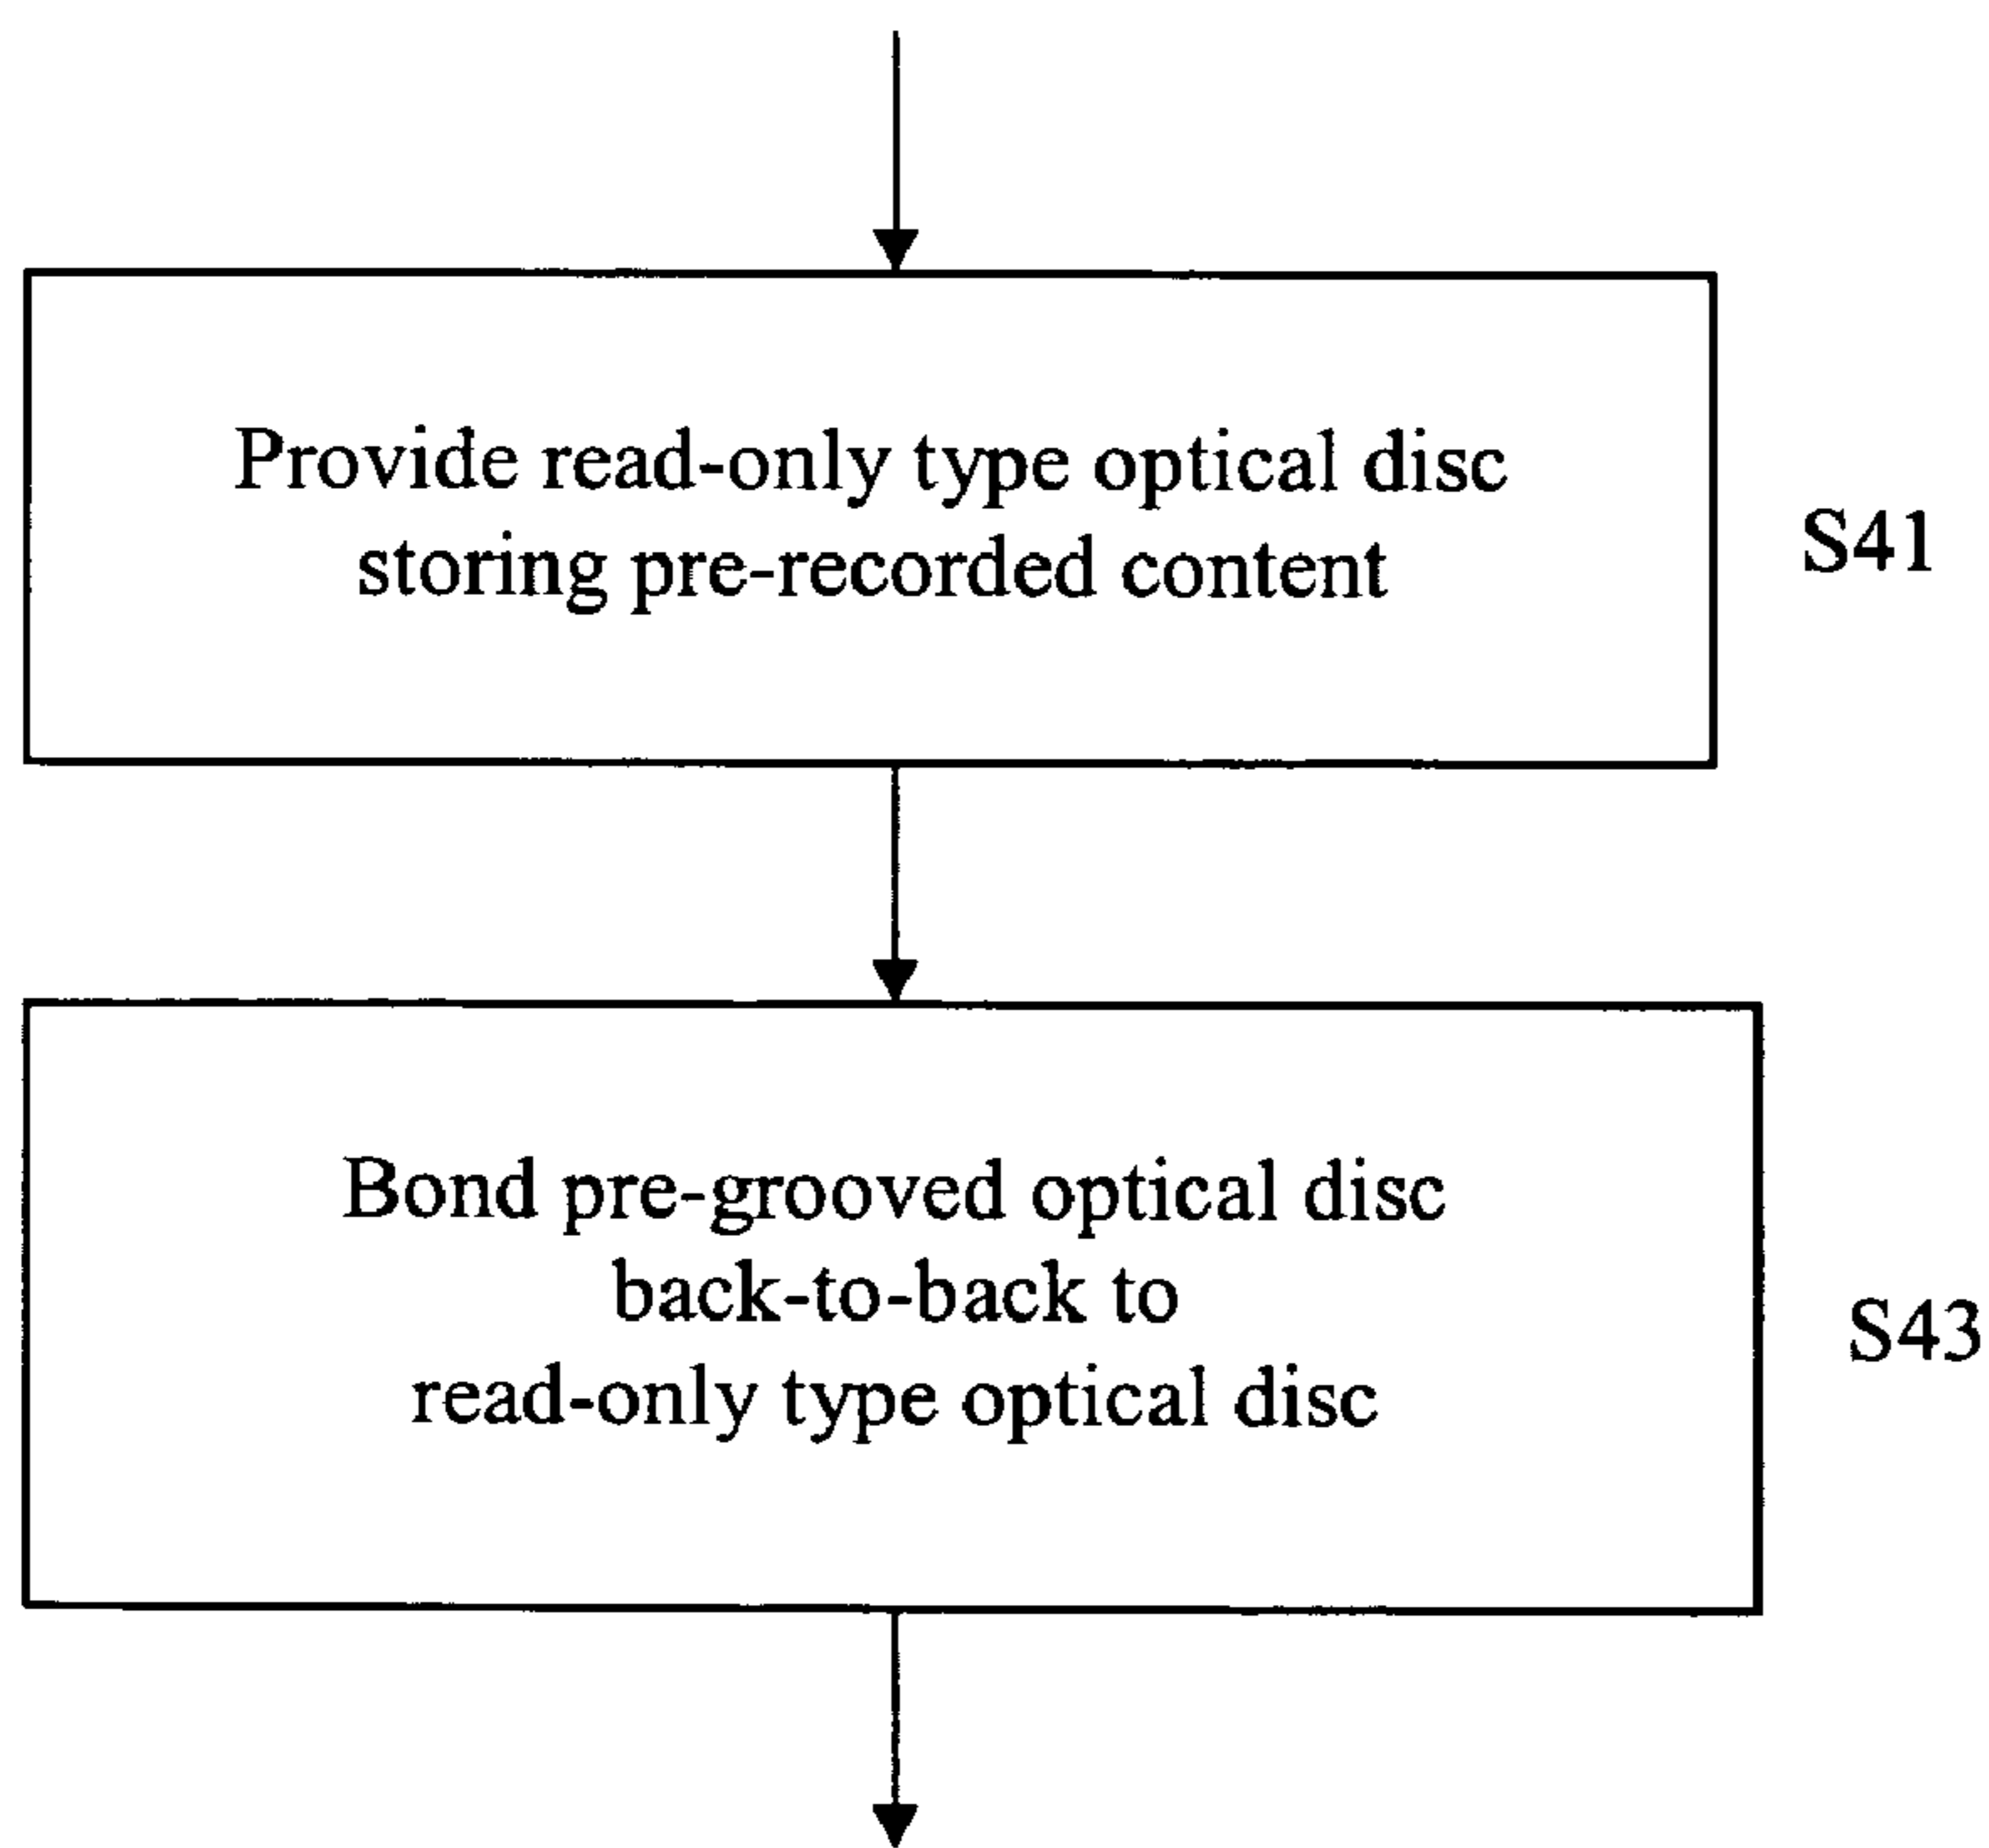 Provide read-only type optical disc
storing pre-recorded content
S41
Bond pre-grooved optical disc
back-to-back to
read-only type optical disc
S43